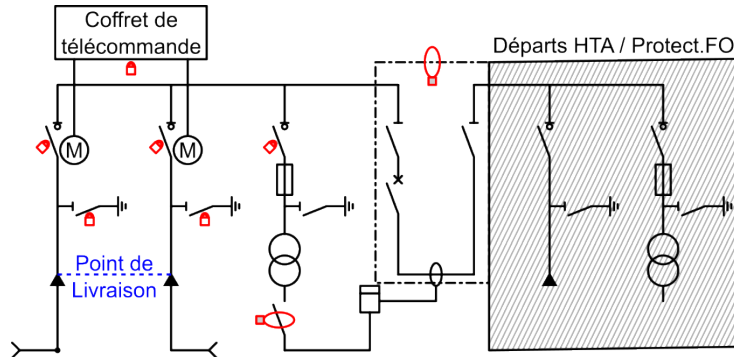 Coffret de
télécommande
Départs HTA / Protect.FO
M
M
Point de
Livraison